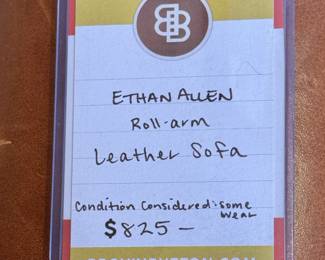 ETHAN ALLEN
Roll-arm
Leather Sofa
Condition Considered: some wear
$825—